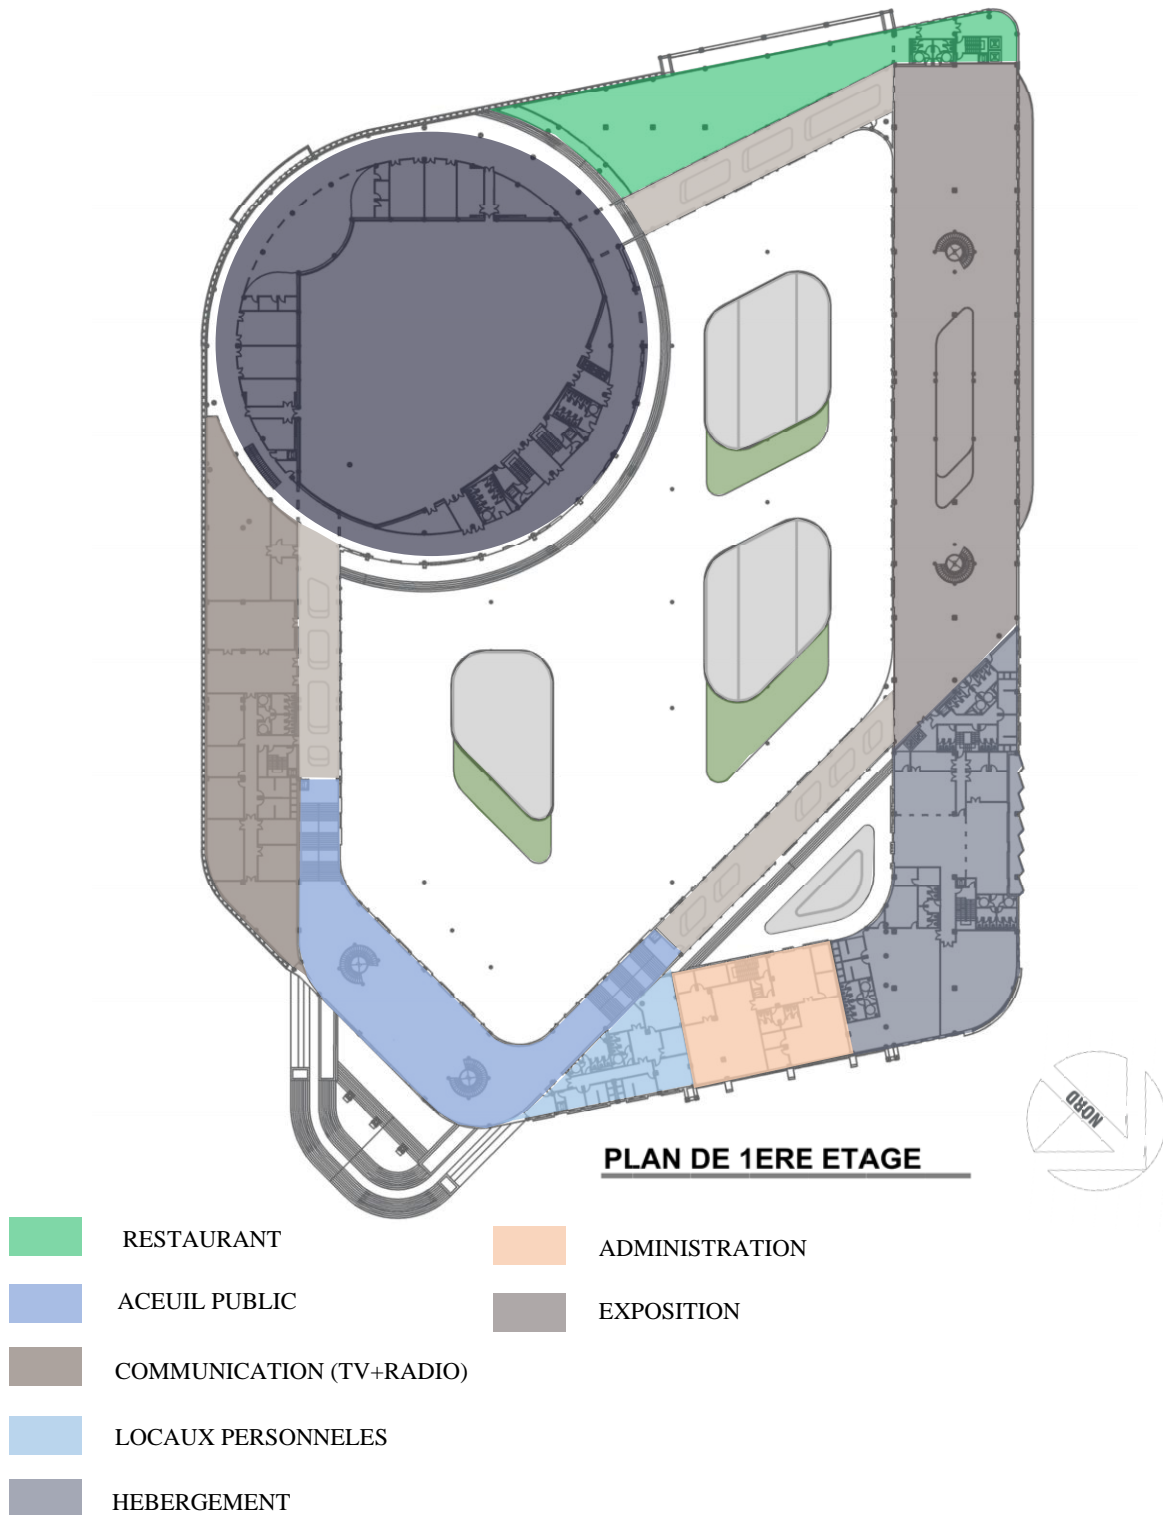 NORD
PLAN DE 1ERE ETAGE
RESTAURANT
ACEUIL PUBLIC
COMMUNICATION (TV+RADIO)
LOCAUX PERSONNELES
HEBERGEMENT
ADMINISTRATION
EXPOSITION